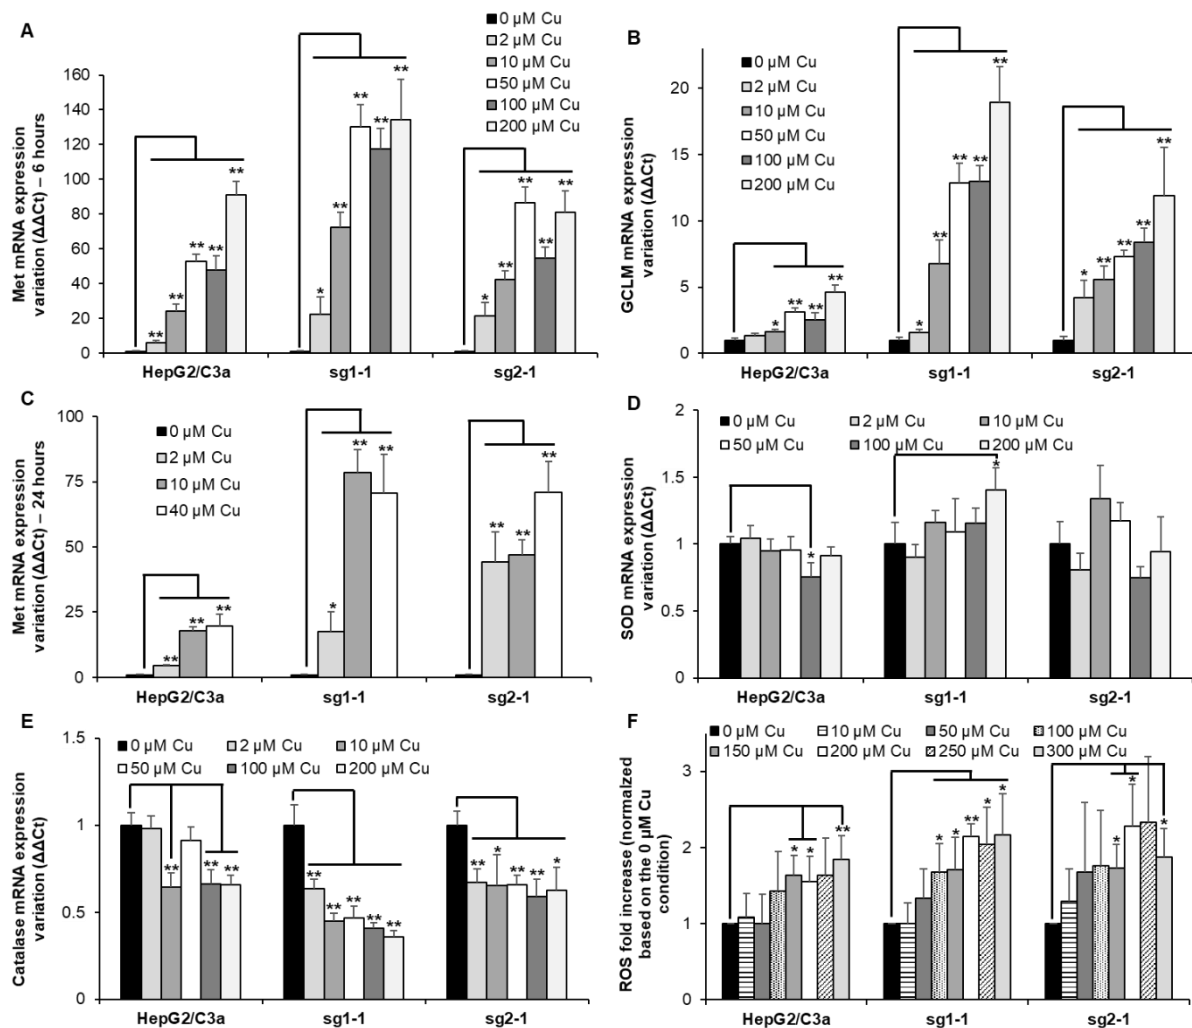 A
Met mRNA expression
variation (ΔΔCt) – 6 hours
160
140
120
100
80
60
40
20
0
0 µM Cu
2 µM Cu
10 µM Cu
50 µM Cu
100 µM Cu
200 µM Cu
** ** ** ** **
* ** ** ** **
* ** ** ** **
HepG2/C3a sg1-1 sg2-1
B
GCLM mRNA expression
variation (ΔΔCt)
20
15
10
5
0
0 µM Cu
2 µM Cu
10 µM Cu
50 µM Cu
100 µM Cu
200 µM Cu
* ** ** **
* ** ** ** **
* ** ** ** **
HepG2/C3a sg1-1 sg2-1
C
Met mRNA expression
variation (ΔΔCt) – 24 hours
100
75
50
25
0
0 µM Cu
2 µM Cu
10 µM Cu
40 µM Cu
** ** **
* ** **
** ** **
HepG2/C3a sg1-1 sg2-1
D
SOD mRNA expression
variation (ΔΔCt)
2
1.5
1
0.5
0
0 µM Cu 2 µM Cu 10 µM Cu
50 µM Cu 100 µM Cu 200 µM Cu
*
*
HepG2/C3a sg1-1 sg2-1
E
Catalase mRNA expression
variation (ΔΔCt)
1.5
1
0.5
0
0 µM Cu 2 µM Cu 10 µM Cu
50 µM Cu 100 µM Cu 200 µM Cu
** ** **
** ** ** ** **
** * ** ** *
HepG2/C3a sg1-1 sg2-1
F
ROS fold increase (normalzed
based on the 0 µM Cu
condition)
3
2
1
0
0 µM Cu 10 µM Cu 50 µM Cu 100 µM Cu
150 µM Cu 200 µM Cu 250 µM Cu 300 µM Cu
* * **
* * ** * *
* * *
HepG2/C3a sg1-1 sg2-1